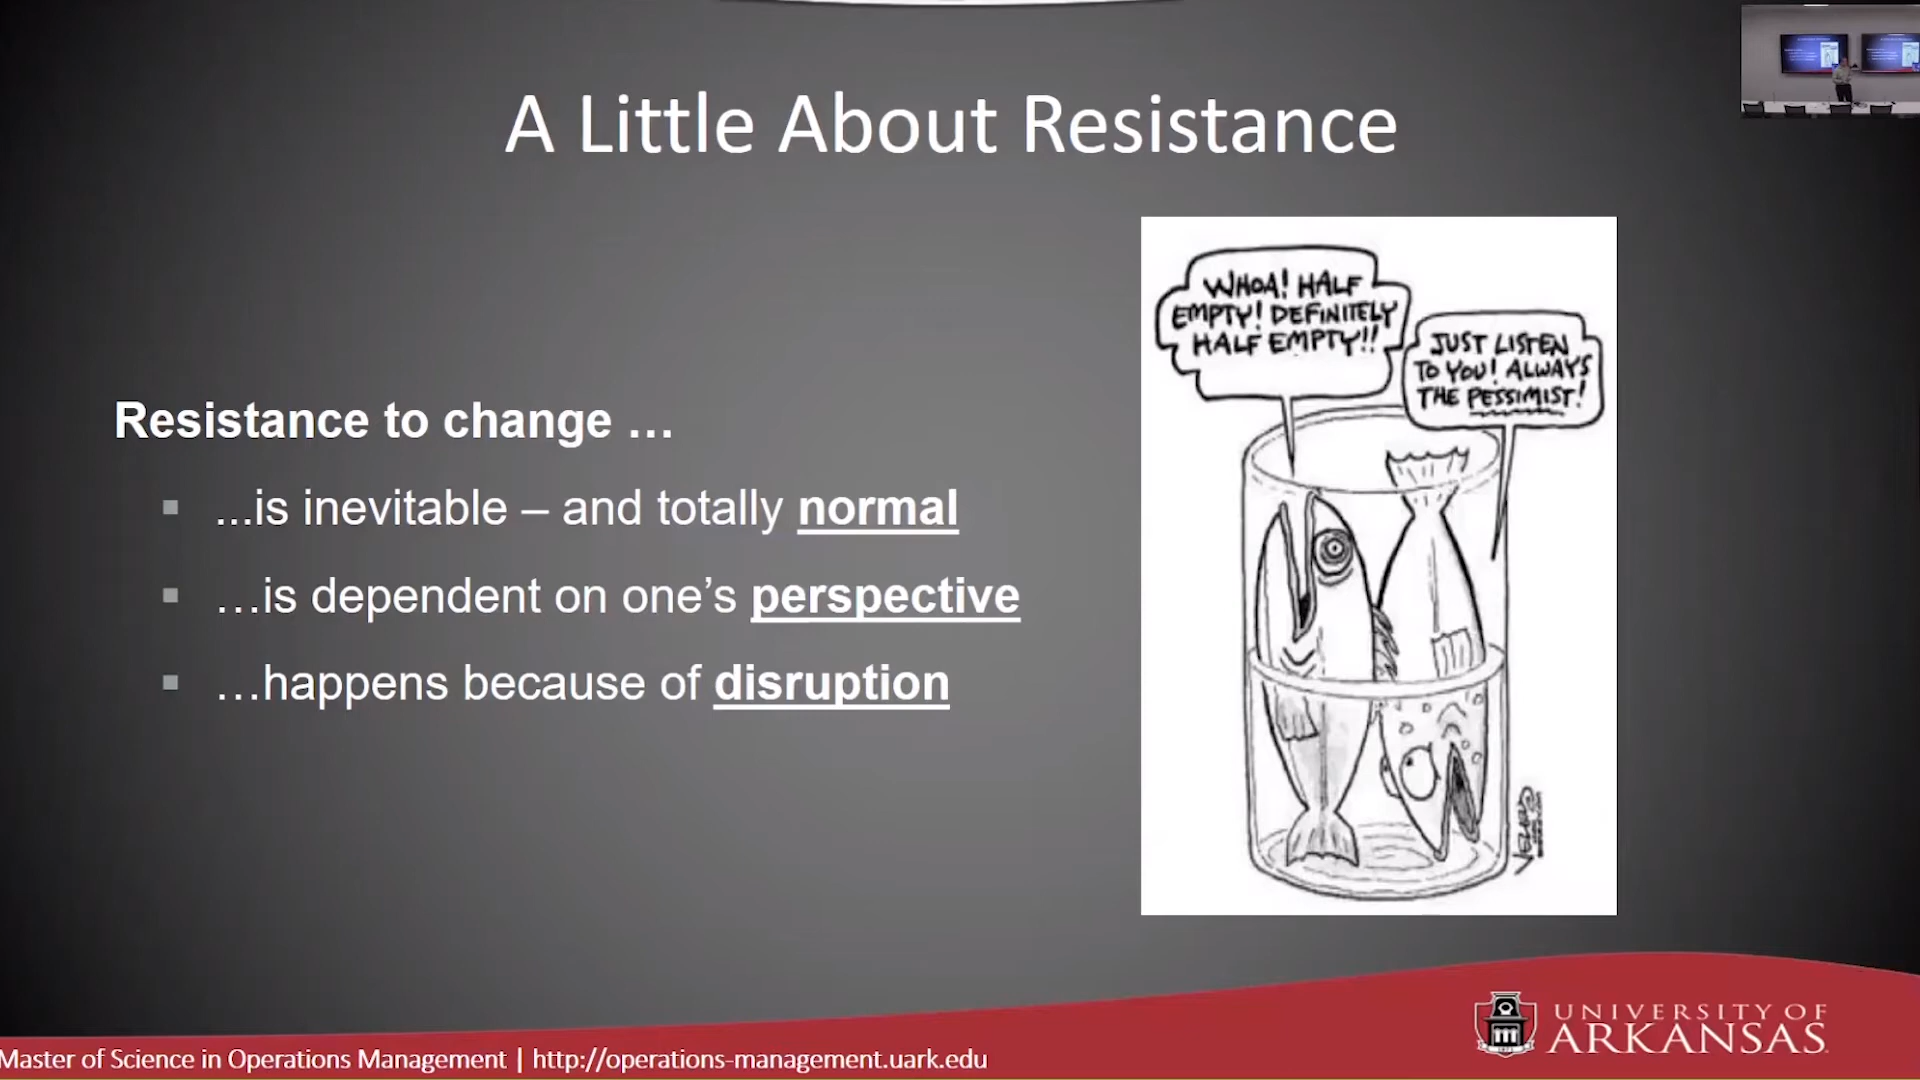 A Little About Resistance
Resistance to change …
...is inevitable – and totally normal
…is dependent on one’s perspective
…happens because of disruption
WHOA! HALF
EMPTY! DEFINITELY
HALF EMPTY!!
JUST LISTEN
TO YOU! ALWAYS
THE PESSIMIST!
Master of Science in Operations Management | http://operations-management.uark.edu
UNIVERSITY OF
ARKANSAS